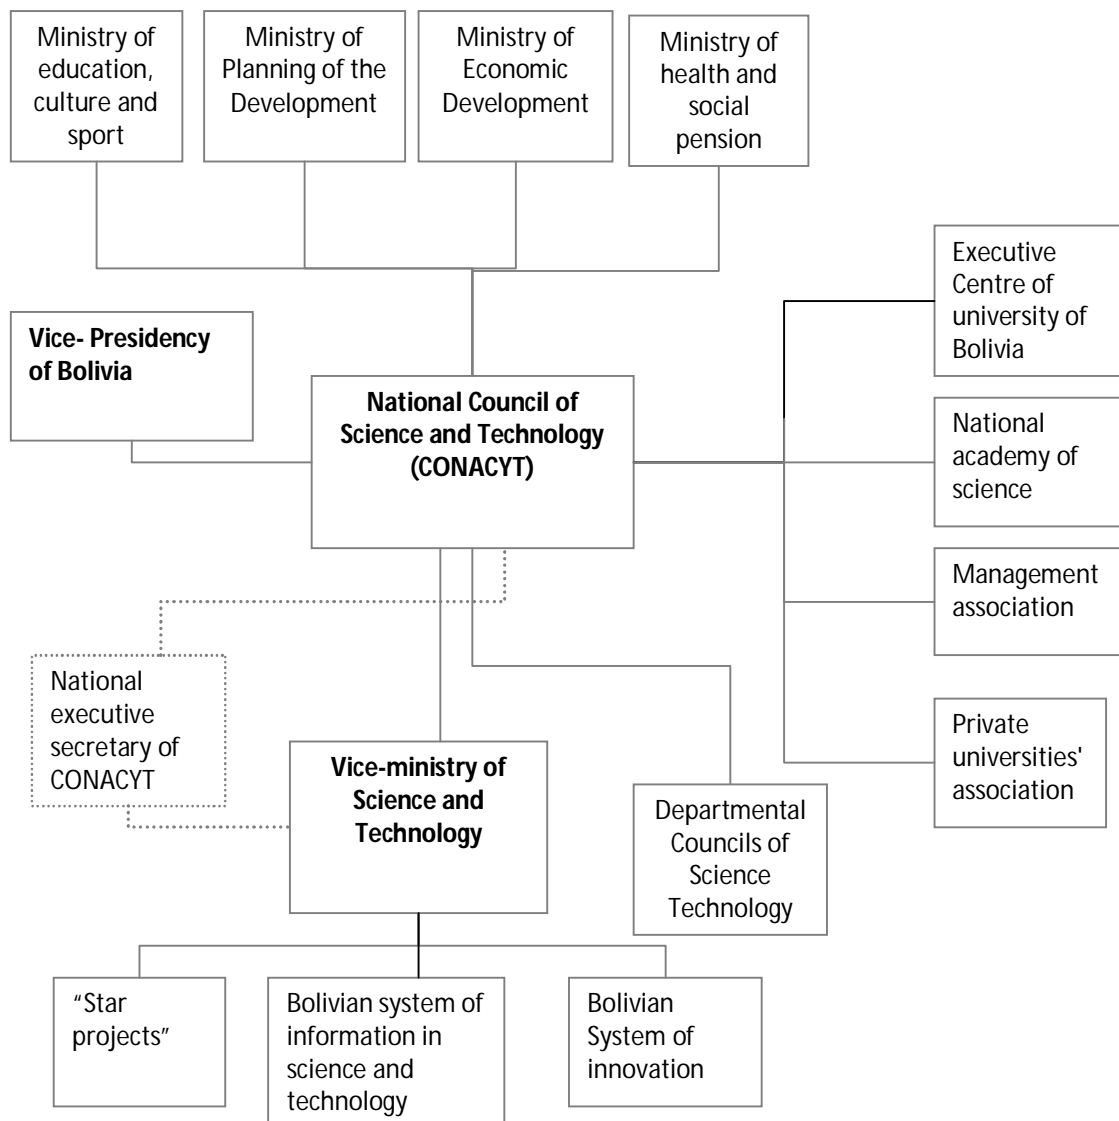 Ministry of
education,
culture and
sport
Ministry of
Planning of the
Development
Ministry of
Economic
Development
Ministry of
health and
social
pension
Executive
Centre of
university of
Bolivia
Vice- Presidency
of Bolivia
National Council of
Science and Technology
(CONACYT)
National
academy of
science
Management
association
National
executive
secretary of
CONACYT
Private
universities'
association
Vice-ministry of
Science and
Technology
Departmental
Councils of
Science
Technology
“Star
projects”
Bolivian system of
information in
science and
technology
Bolivian
System of
innovation